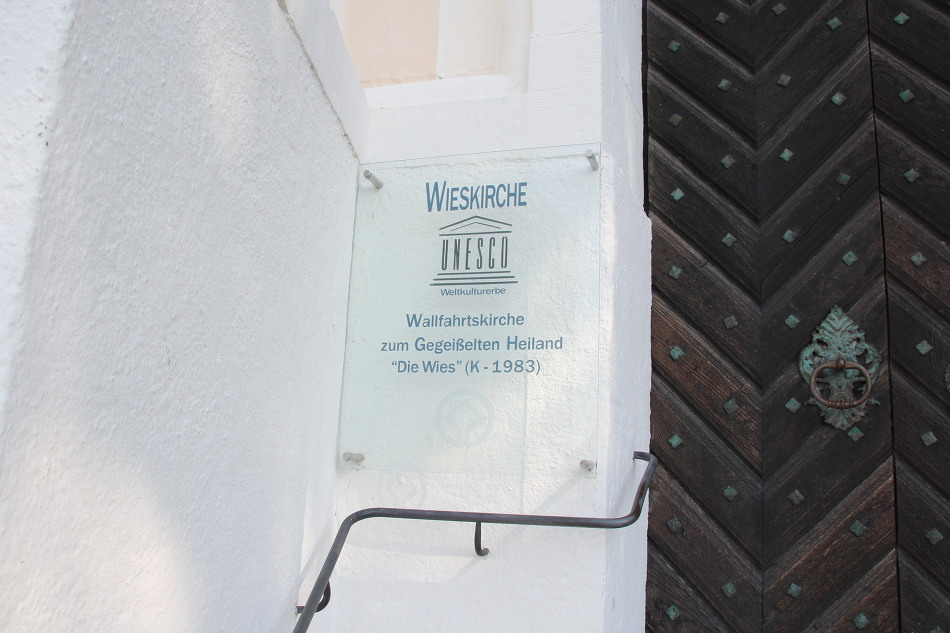 WIESKIRCHE
UNESCO
Weltkulturerbe
Wallfahrtskirche
zum Gegeißelten Heiland
“Die Wies” (K - 1983)